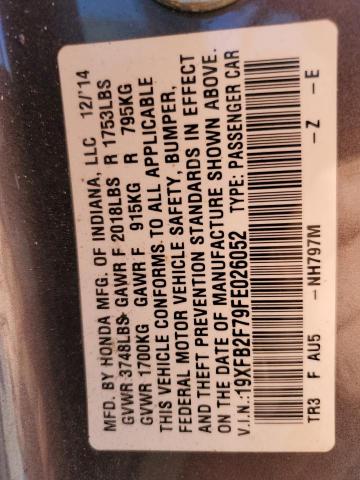 MFD. BY HONDA MFG. OF INDIANA, LLC 12/'14
GVWR 3748LBS GAWR F 2018LBS R 1753LBS
GVWR 1700KG GAWR F 915KG R 795KG
THIS VEHICLE CONFORMS TO ALL APPLICABLE
FEDERAL MOTOR VEHICLE SAFETY, BUMPER,
AND THEFT PREVENTION STANDARDS IN EFFECT
ON THE DATE OF MANUFACTURE SHOWN ABOVE.
V.I.N.:19XFB2F79FE026052 TYPE: PASSENGER CAR
TR3 F AU5 -NH797M -Z -E